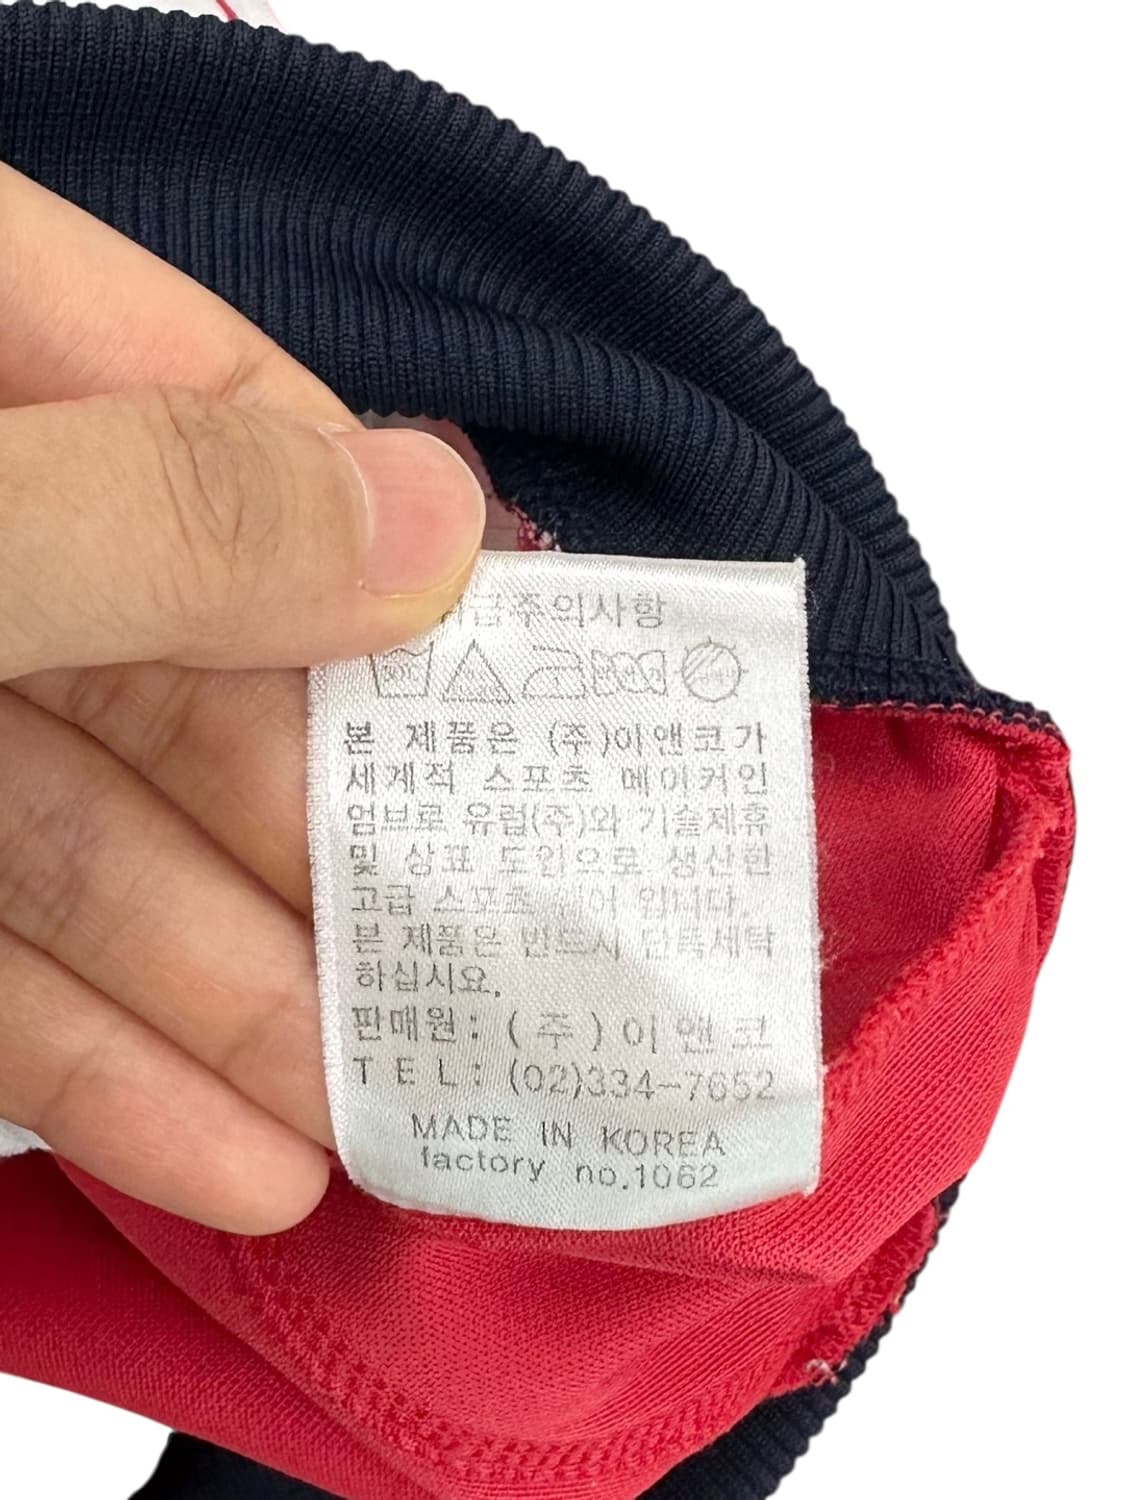 취급주의사항
본 제품은 (주)이앤코가
세계적 스포츠 메이커인
엄브로 유럽(주)와 기술제휴
및 상표 도입으로 생산한
고급 스포츠 웨어 입니다.
본 제품은 반드시 단독세탁
하십시요.
판매원: (주)이앤코
TEL: (02)334-7652
MADE IN KOREA
factory no.1062